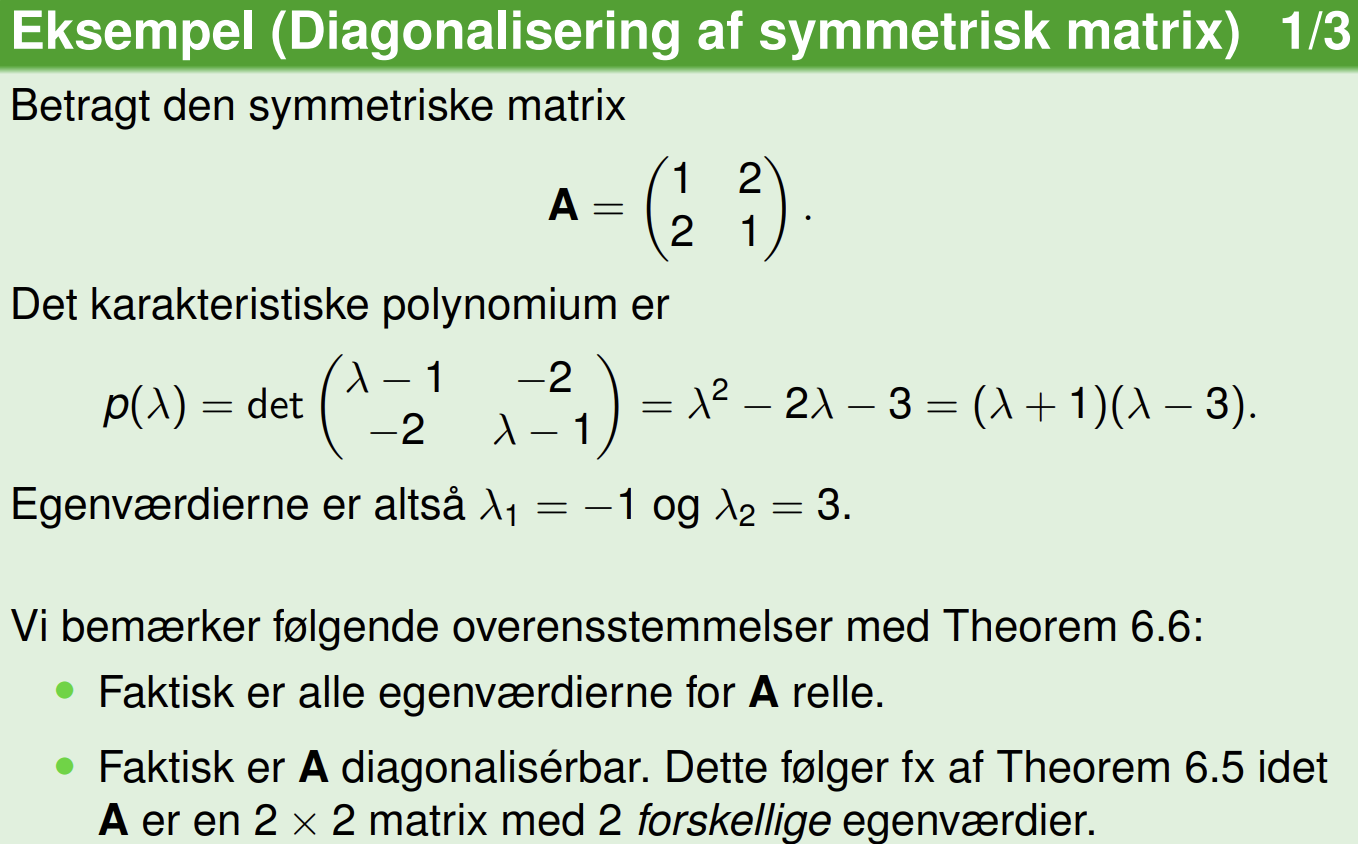 Eksempel (Diagonalisering af symmetrisk matrix) 1/3
Betragt den symmetriske matrix
A = (1 2
2 1) .
Det karakteristiske polynomium er
p(λ) = det (λ − 1 −2
−2 λ − 1) = λ² − 2λ − 3 = (λ + 1)(λ − 3).
Egenværdierne er altså λ₁ = −1 og λ₂ = 3.
Vi bemærker følgende overensstemmelser med Theorem 6.6:
• Faktisk er alle egenværdierne for A relle.
• Faktisk er A diagonalisérbar. Dette følger fx af Theorem 6.5 idet
A er en 2 × 2 matrix med 2 forskellige egenværdier.